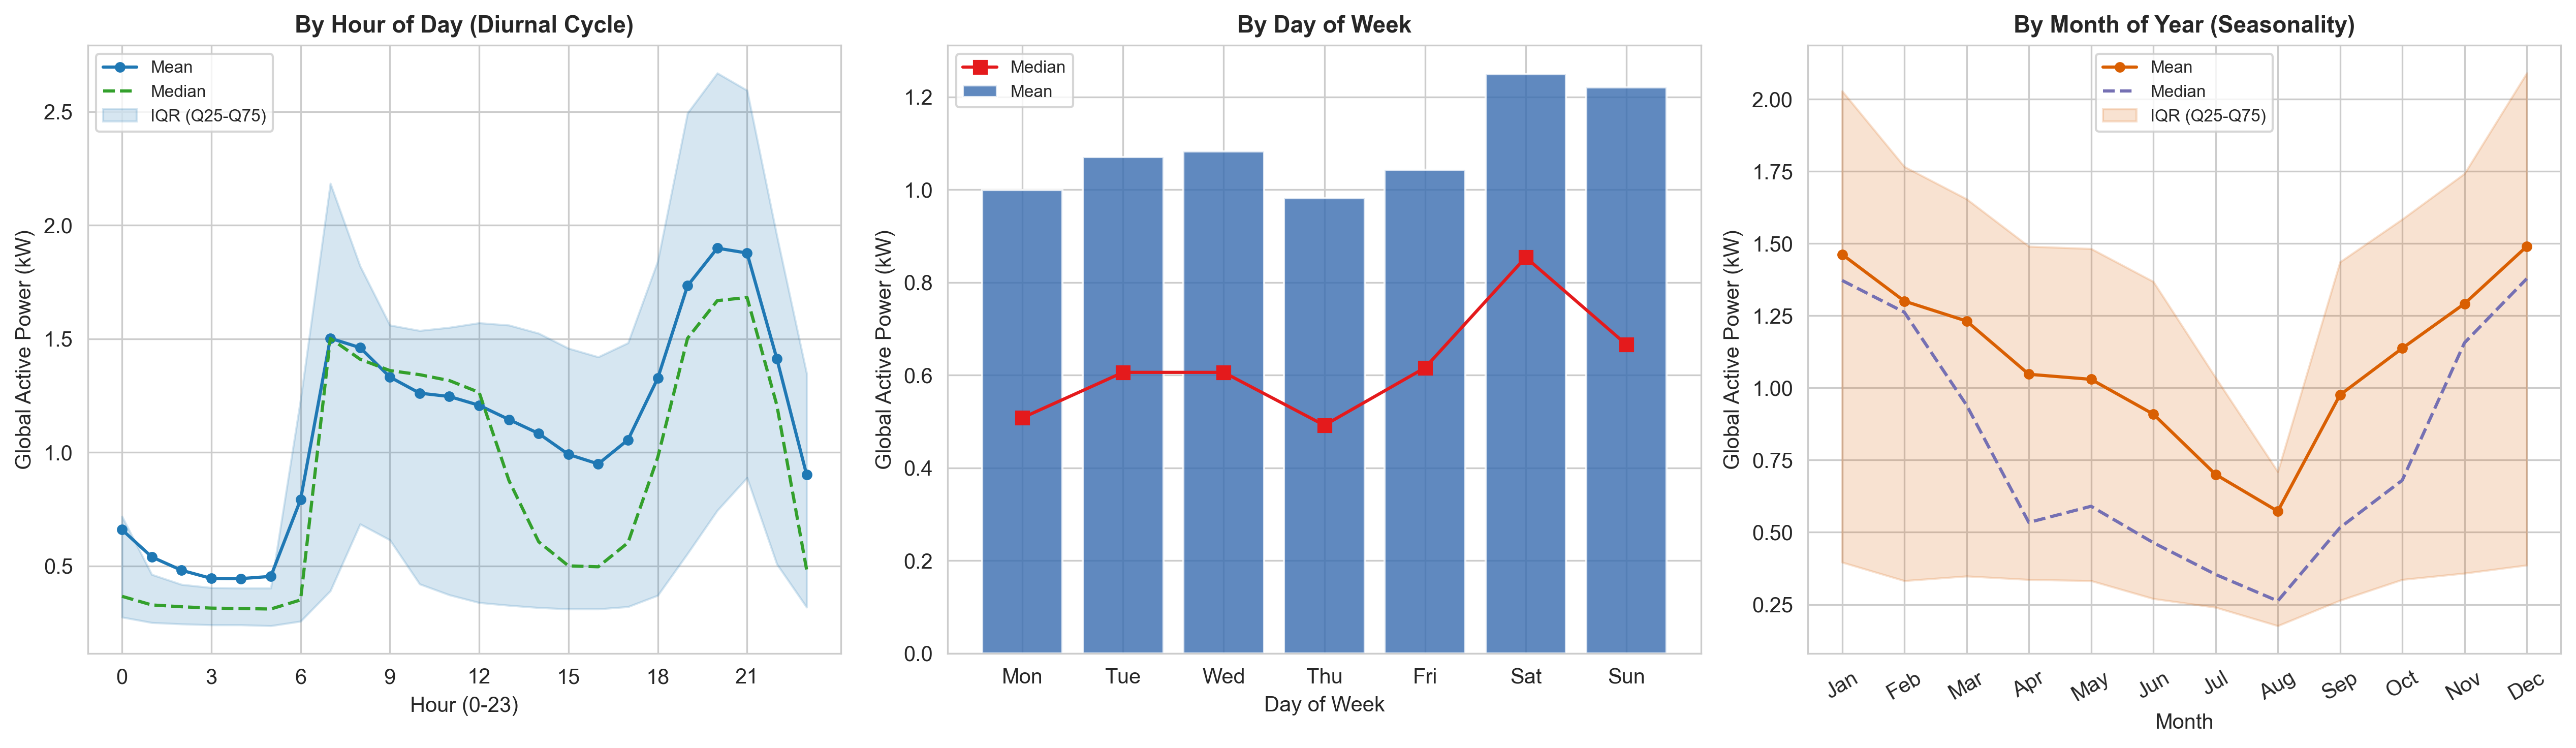 By Hour of Day (Diurnal Cycle)
Mean
Median
IQR (Q25-Q75)
Global Active Power (kW)
2.5
2.0
1.5
1.0
0.5
0 3 6 9 12 15 18 21
Hour (0-23)
By Day of Week
Median
Mean
Global Active Power (kW)
1.2
1.0
0.8
0.6
0.4
0.2
0.0
Mon Tue Wed Thu Fri Sat Sun
Day of Week
By Month of Year (Seasonality)
Mean
Median
IQR (Q25-Q75)
Global Active Power (kW)
2.00
1.75
1.50
1.25
1.00
0.75
0.50
0.25
Jan Feb Mar Apr May Jun Jul Aug Sep Oct Nov Dec
Month